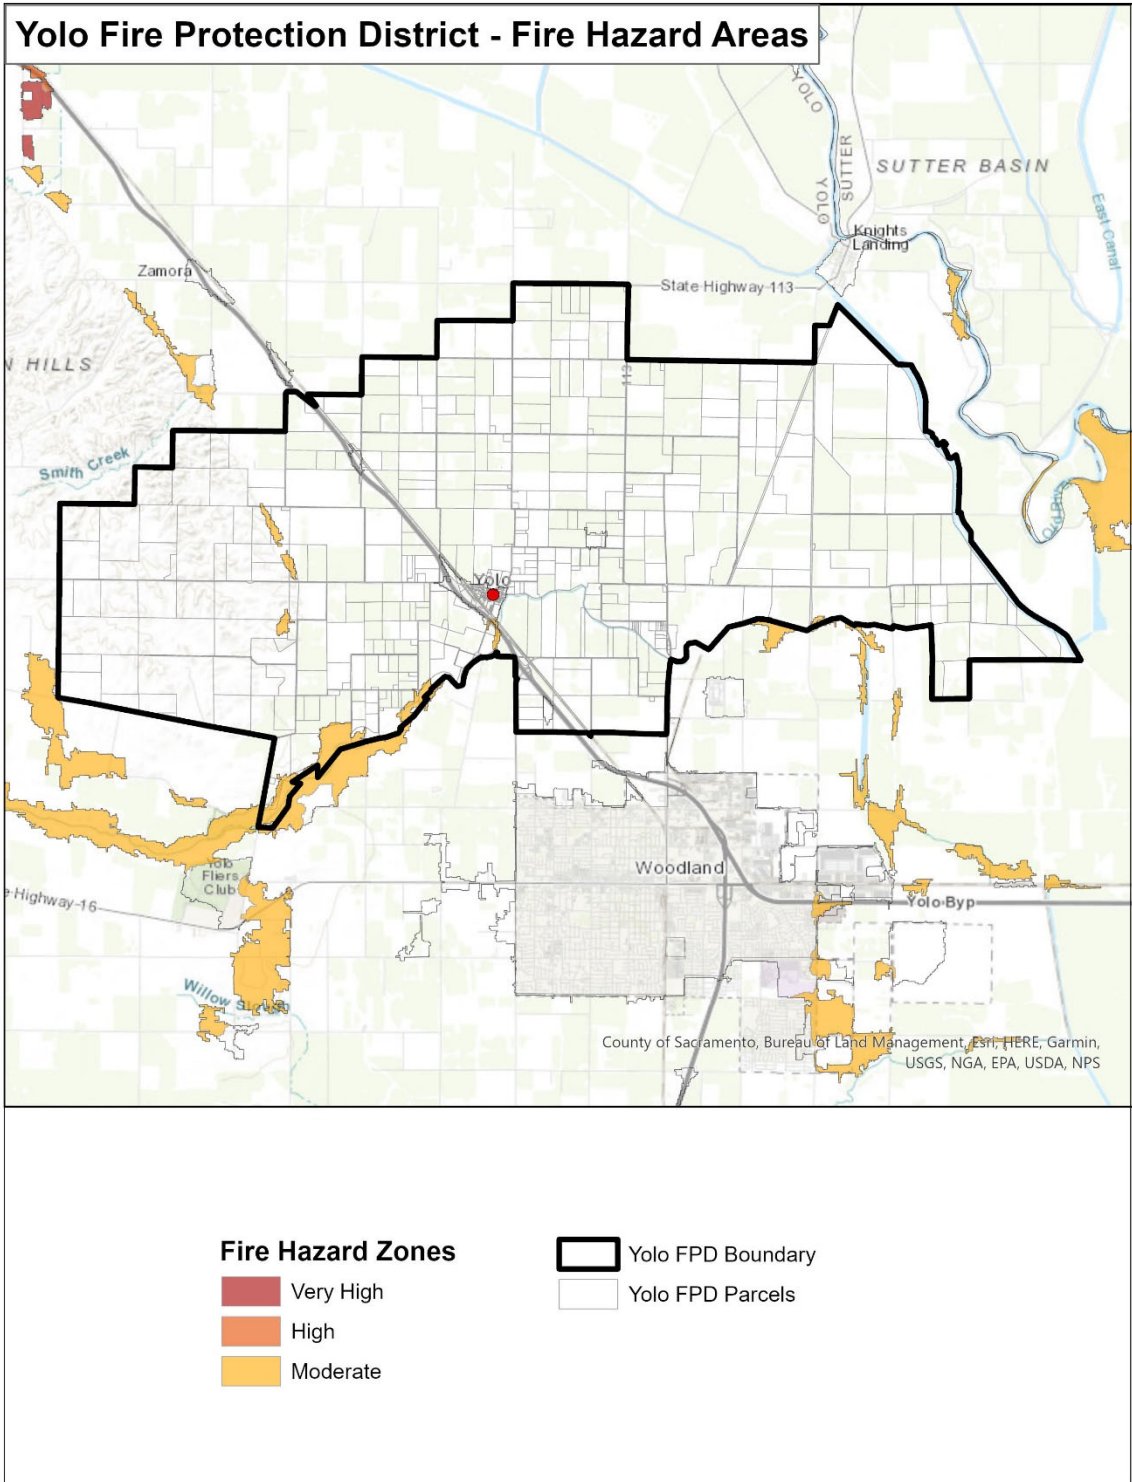 Yolo Fire Protection District - Fire Hazard Areas
YOLO
SUTTER
YOLO
SUTTER BASIN
East Canal
Knights
Landing
Zamora
State Highway 113
N HILLS
113
Smith Creek
Yolo
Woodland
Yolo
Fliers
Club
e Highway 16
Yolo Byp
Willow Slough
County of Sacramento, Bureau of Land Management, Esri, HERE, Garmin,
USGS, NGA, EPA, USDA, NPS
Fire Hazard Zones
Very High
High
Moderate
Yolo FPD Boundary
Yolo FPD Parcels